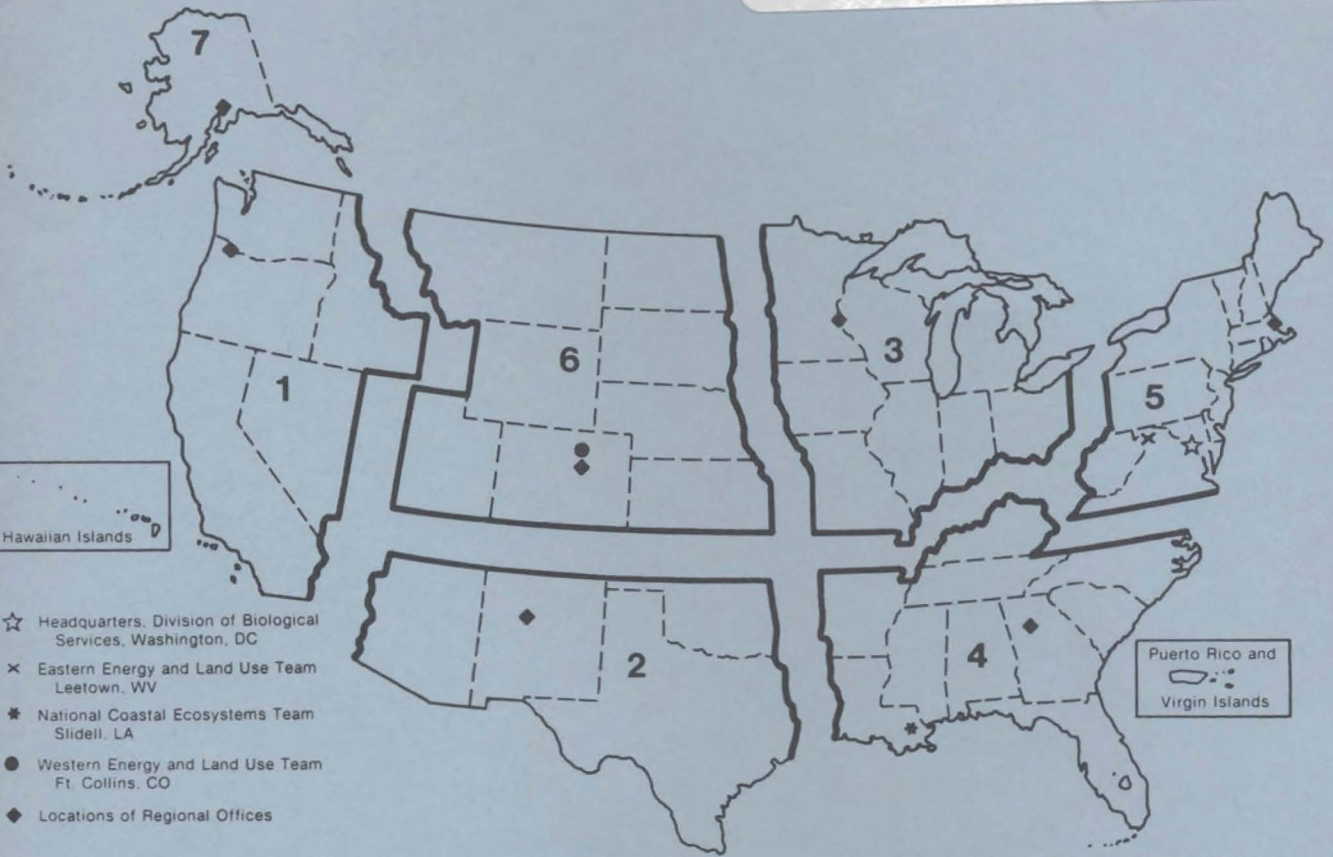 7
6
3
1
5
Hawaiian Islands
2
4
Headquarters, Division of Biological
Services, Washington, DC
Eastern Energy and Land Use Team
Leetown, WV
National Coastal Ecosystems Team
Slidell, LA
Western Energy and Land Use Team
Ft. Collins, CO
Locations of Regional Offices
Puerto Rico and
Virgin Islands